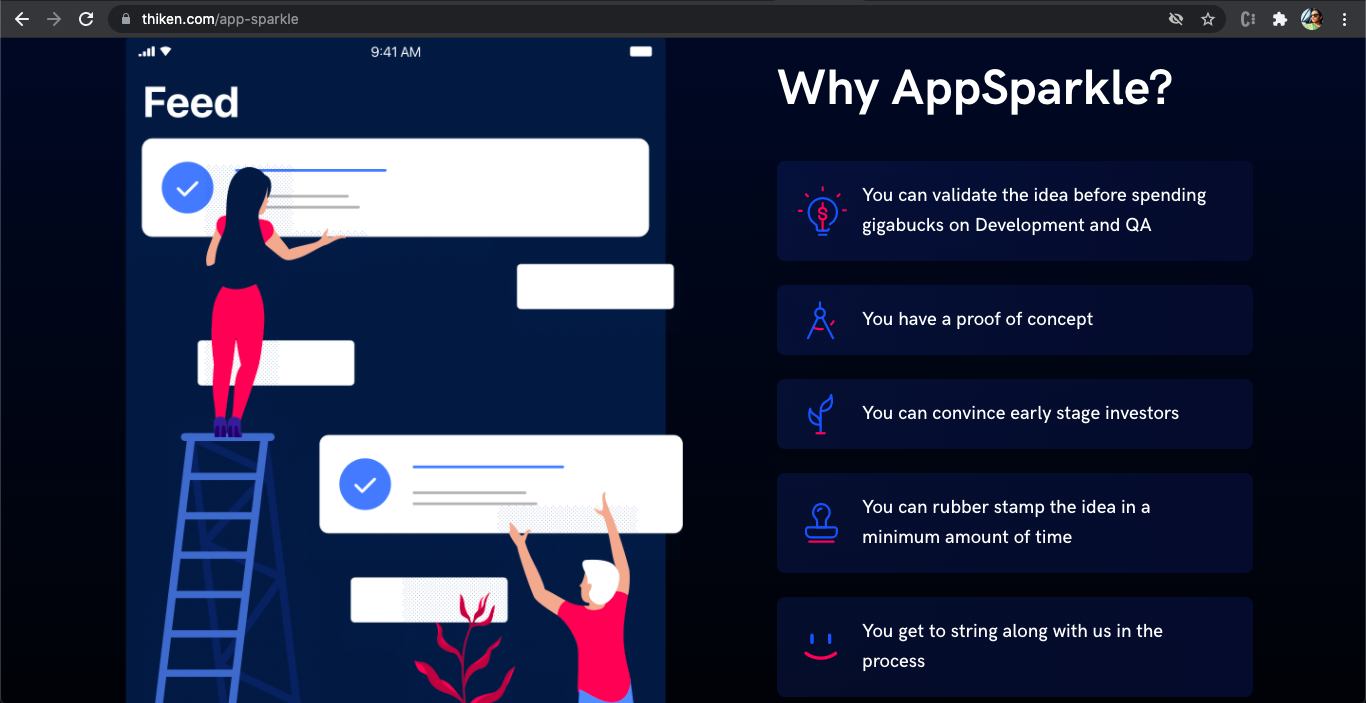 thiken.com/app-sparkle
9:41 AM
Feed
Why AppSparkle?
You can validate the idea before spending
gigabucks on Development and QA
You have a proof of concept
You can convince early stage investors
You can rubber stamp the idea in a
minimum amount of time
You get to string along with us in the
process